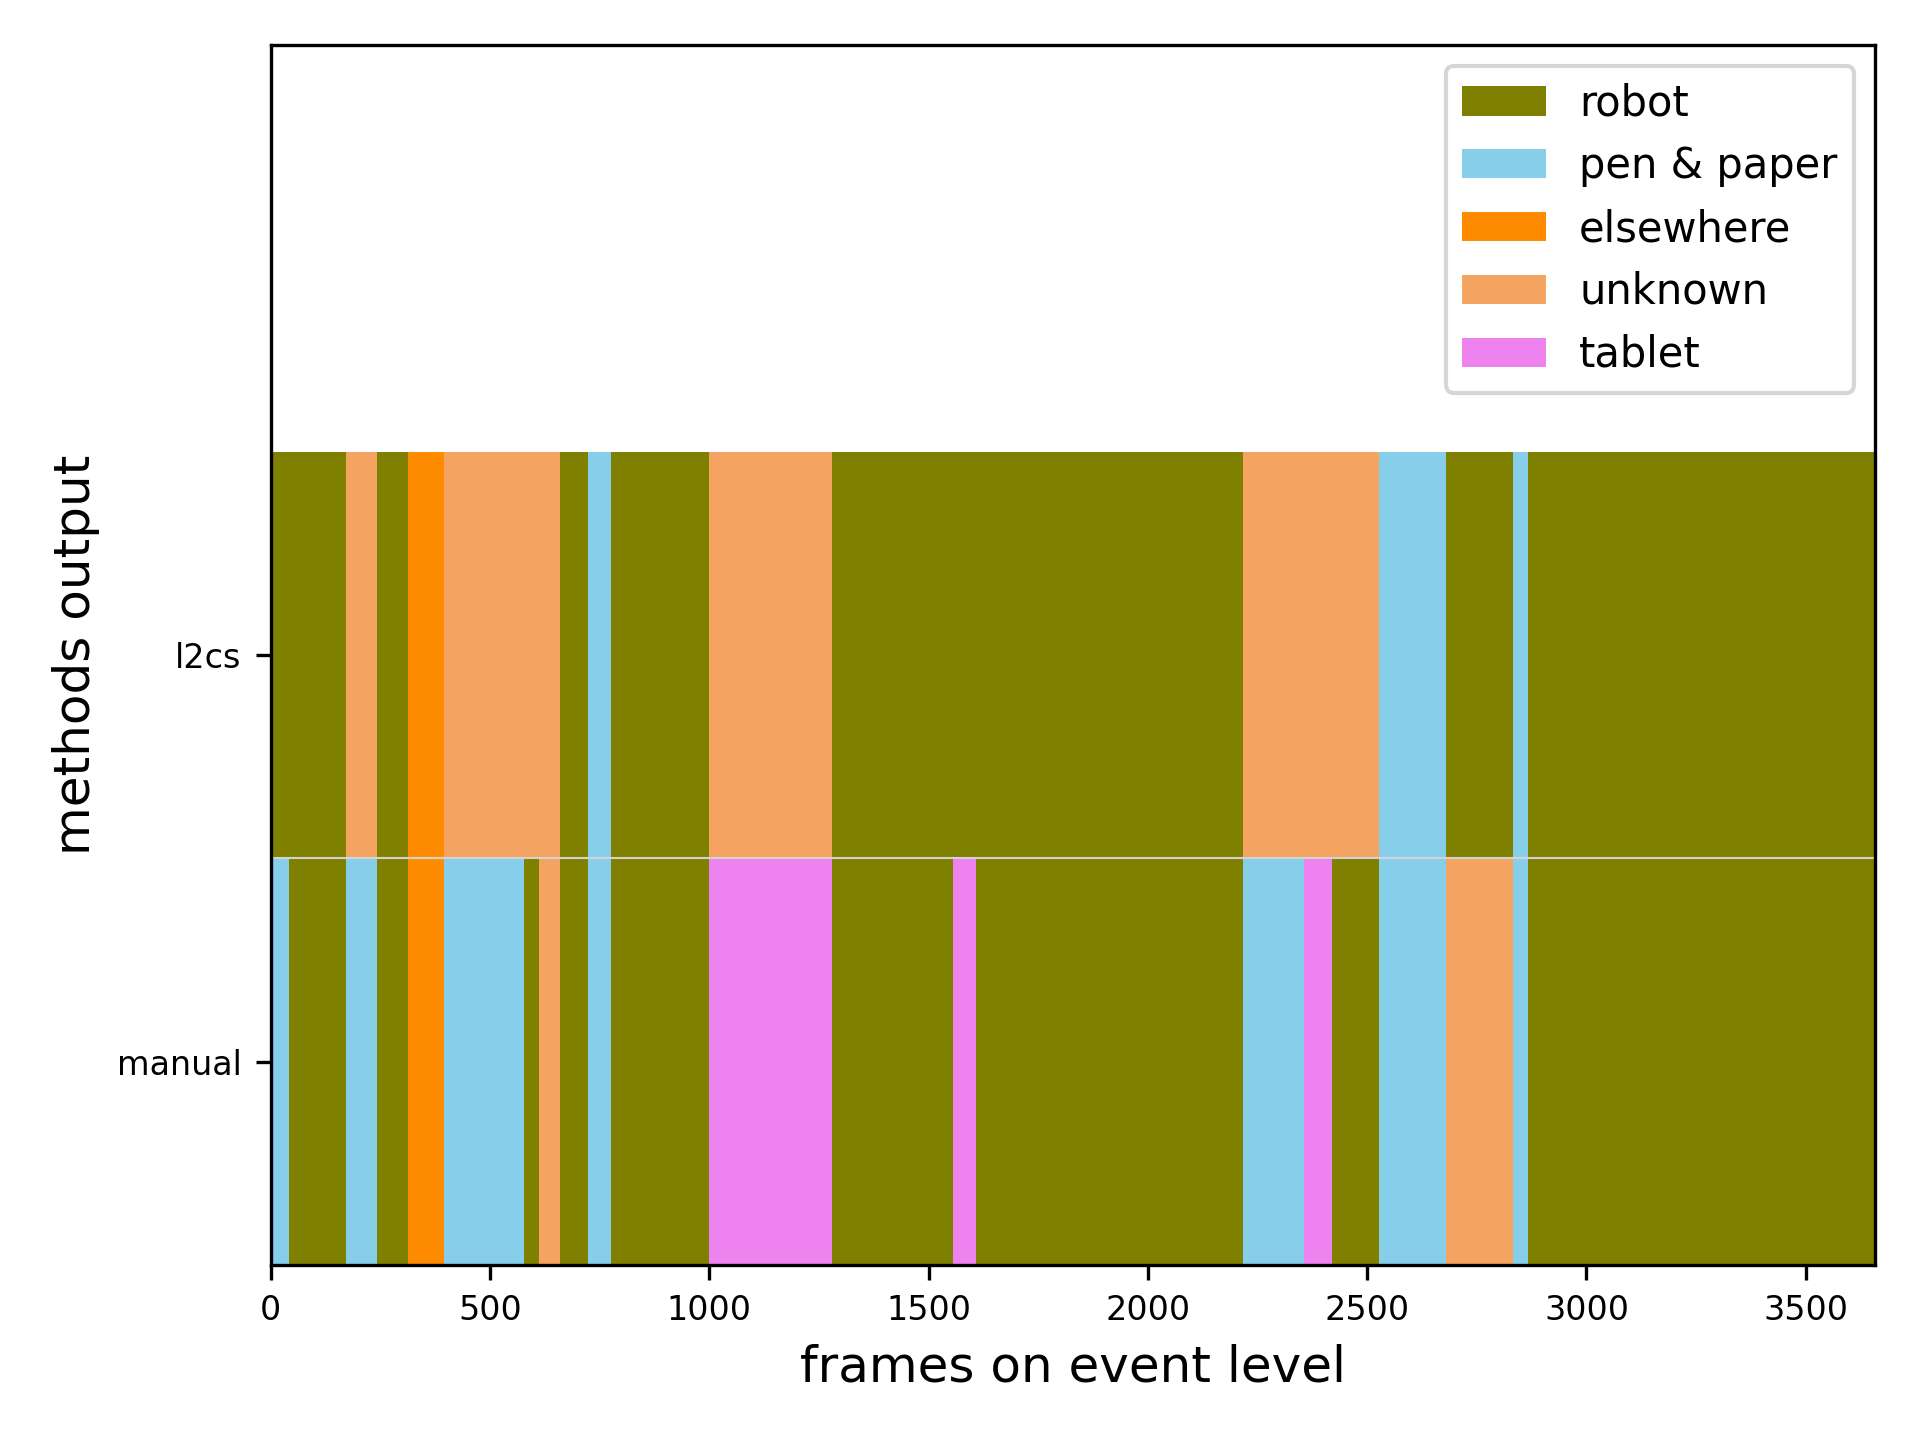 robot
pen & paper
elsewhere
unknown
tablet
methods output
l2cs
manual
0 500 1000 1500 2000 2500 3000 3500
frames on event level